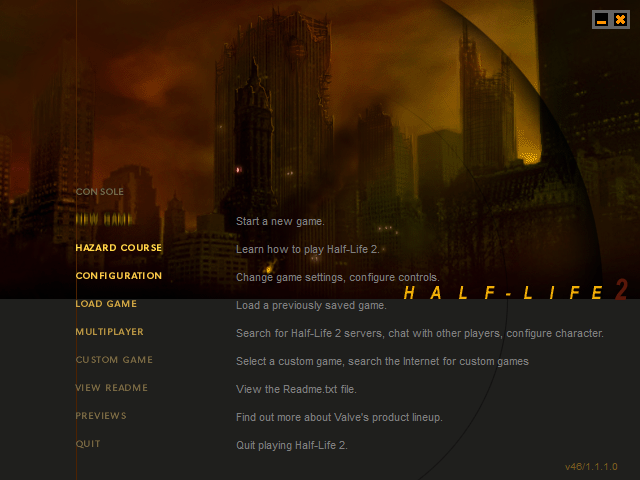 CONSOLE
Start a new game.
HAZARD COURSE Learn how to play Half-Life 2.
CONFIGURATION Change game settings, configure controls.
HALF-LIFE 2
LOAD GAME Load a previously saved game.
MULTIPLAYER Search for Half-Life 2 servers, chat with other players, configure character.
CUSTOM GAME Select a custom game, search the Internet for custom games
VIEW README View the Readme.txt file.
PREVIEWS Find out more about Valve's product lineup.
QUIT Quit playing Half-Life 2.
v46/1.1.1.0